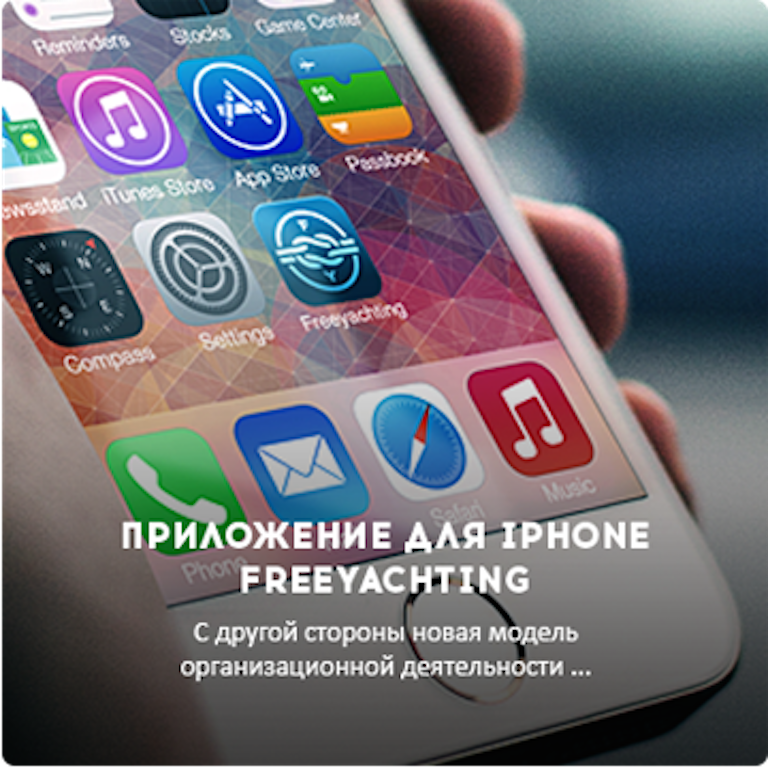 Reminders
Stocks
Game Center
wsstand
iTunes Store
App Store
Passbook
Compass
Settings
Freeyachting
Phone
Safari
Music
ПРИЛОЖЕНИЕ ДЛЯ IPHONE
FREEYACHTING
С другой стороны новая модель
организационной деятельности ...